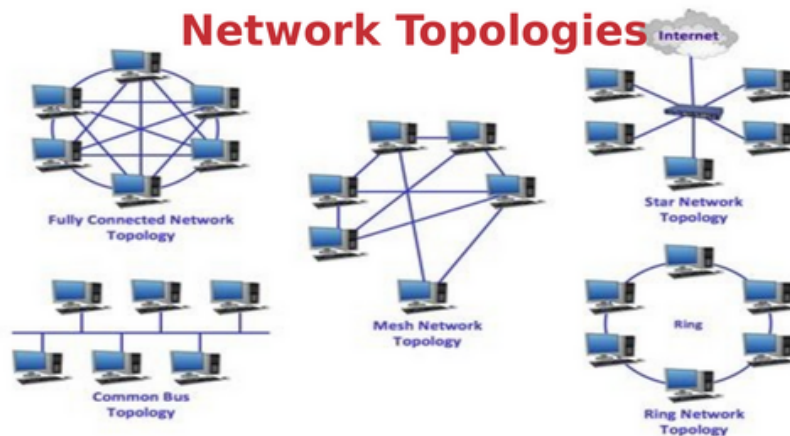 Network Topologies
Internet
Fully Connected Network
Topology
Star Network
Topology
Mesh Network
Topology
Common Bus
Topology
Ring
Ring Network
Topology